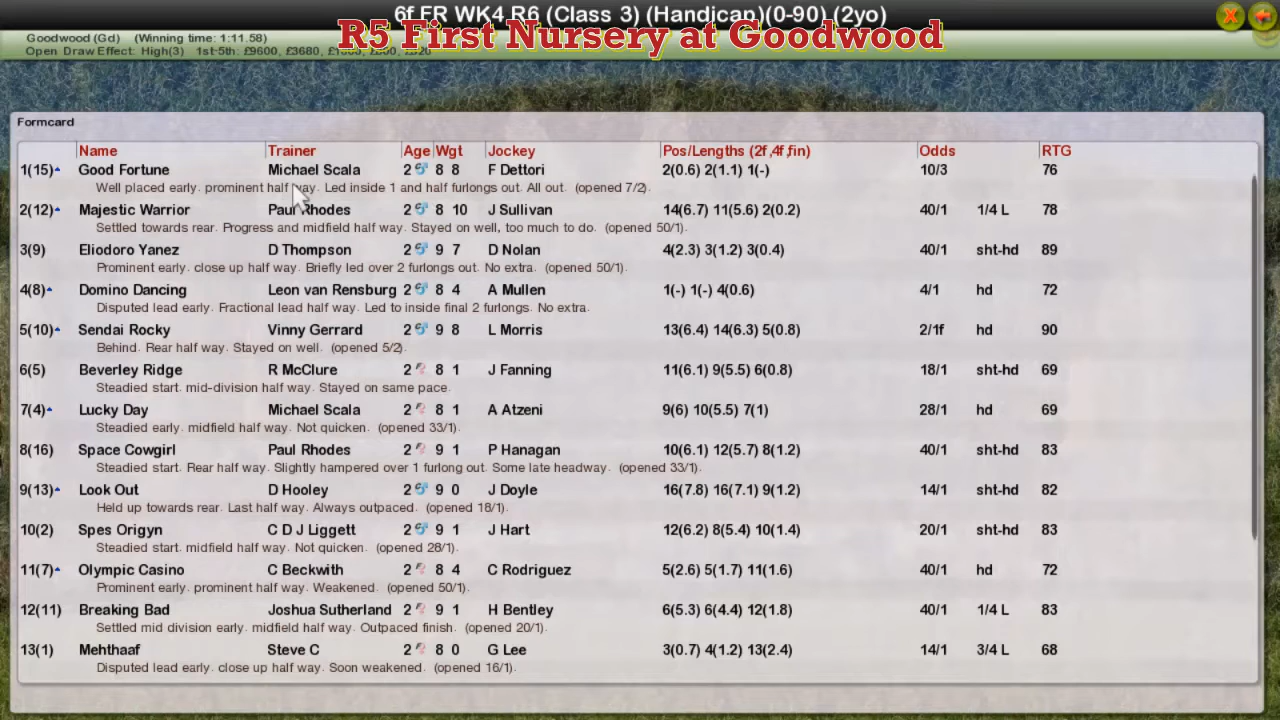 6f FR WK4 R6 (Class 3) (Handicap)(0-90) (2yo)
R5 First Nursery at Goodwood
Goodwood (Gd) (Winning time: 1:11.58)
Open Draw Effect: High(3) 1st-5th: £9600, £3680,
Formcard
Name Trainer Age Wgt Jockey Pos/Lengths (2f,4f,fin) Odds RTG
1(15) Good Fortune Michael Scala 2 8 8 F Dettori 2(0.6) 2(1.1) 1(-) 10/3 76
Well placed early. prominent half way. Led inside 1 and half furlongs out. All out. (opened 7/2).
2(12) Majestic Warrior Paul Rhodes 2 8 10 J Sullivan 14(6.7) 11(5.6) 2(0.2) 40/1 1/4 L 78
Settled towards rear. Progress and midfield half way. Stayed on well, too much to do. (opened 50/1).
3(9) Eliodoro Yanez D Thompson 2 9 7 D Nolan 4(2.3) 3(1.2) 3(0.4) 40/1 sht-hd 89
Prominent early. close up half way. Briefly led over 2 furlongs out. No extra. (opened 50/1).
4(8) Domino Dancing Leon van Rensburg 2 8 4 A Mullen 1(-) 1(-) 4(0.6) 4/1 hd 72
Disputed lead early. Fractional lead half way. Led to inside final 2 furlongs. No extra.
5(10) Sendai Rocky Vinny Gerrard 2 9 8 L Morris 13(6.4) 14(6.3) 5(0.8) 2/1f hd 90
Behind. Rear half way. Stayed on well. (opened 5/2).
6(5) Beverley Ridge R McClure 2 8 1 J Fanning 11(6.1) 9(5.5) 6(0.8) 18/1 sht-hd 69
Steadied start. mid-division half way. Stayed on same pace.
7(4) Lucky Day Michael Scala 2 8 1 A Atzeni 9(6) 10(5.5) 7(1) 28/1 hd 69
Steadied early. midfield half way. Not quicken. (opened 33/1).
8(16) Space Cowgirl Paul Rhodes 2 9 1 P Hanagan 10(6.1) 12(5.7) 8(1.2) 40/1 sht-hd 83
Steadied start. Rear half way. Slightly hampered over 1 furlong out. Some late headway. (opened 33/1).
9(13) Look Out D Hooley 2 9 0 J Doyle 16(7.8) 16(7.1) 9(1.2) 14/1 sht-hd 82
Held up towards rear. Last half way. Always outpaced. (opened 18/1).
10(2) Spes Origyn C D J Liggett 2 9 1 J Hart 12(6.2) 8(5.4) 10(1.4) 20/1 sht-hd 83
Steadied start. midfield half way. Not quicken. (opened 28/1).
11(7) Olympic Casino C Beckwith 2 8 4 C Rodriguez 5(2.6) 5(1.7) 11(1.6) 40/1 hd 72
Prominent early. prominent half way. Weakened. (opened 50/1).
12(11) Breaking Bad Joshua Sutherland 2 9 1 H Bentley 6(5.3) 6(4.4) 12(1.8) 40/1 1/4 L 83
Settled mid division early. midfield half way. Outpaced finish. (opened 20/1).
13(1) Mehthaaf Steve C 2 8 0 G Lee 3(0.7) 4(1.2) 13(2.4) 14/1 3/4 L 68
Disputed lead early. close up half way. Soon weakened. (opened 16/1).